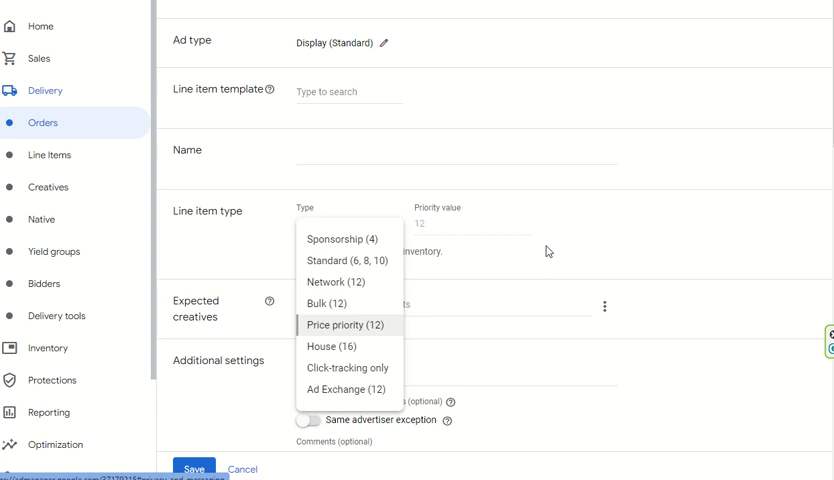 Home
Sales
Delivery
Orders
Line Items
Creatives
Native
Yield groups
Bidders
Delivery tools
Inventory
Protections
Reporting
Optimization
Ad type
Display (Standard)
Line item template
Type to search
Name
Line item type
Type
Priority value
12
Sponsorship (4)
Standard (6, 8, 10)
Network (12)
Bulk (12)
Price priority (12)
House (16)
Click-tracking only
Ad Exchange (12)
inventory.
Expected
creatives
Additional settings
(optional)
Same advertiser exception
Comments (optional)
Save
Cancel